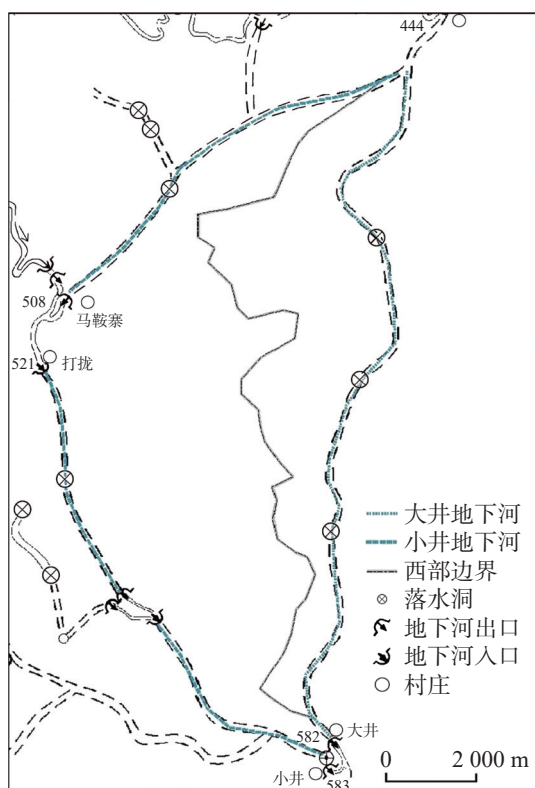 444
508
马鞍寨
打拢
521
大井地下河
小井地下河
西部边界
落水洞
地下河出口
地下河入口
村庄
大井
582
小井
583
0 2 000 m